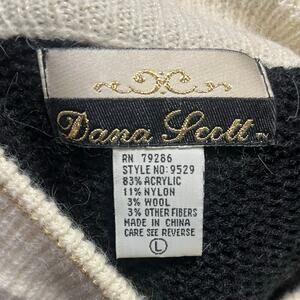 Dana Scott ™
RN 79286
STYLE NO: 9529
83% ACRYLIC
11% NYLON
3% WOOL
3% OTHER FIBERS
MADE IN CHINA
CARE SEE REVERSE
L